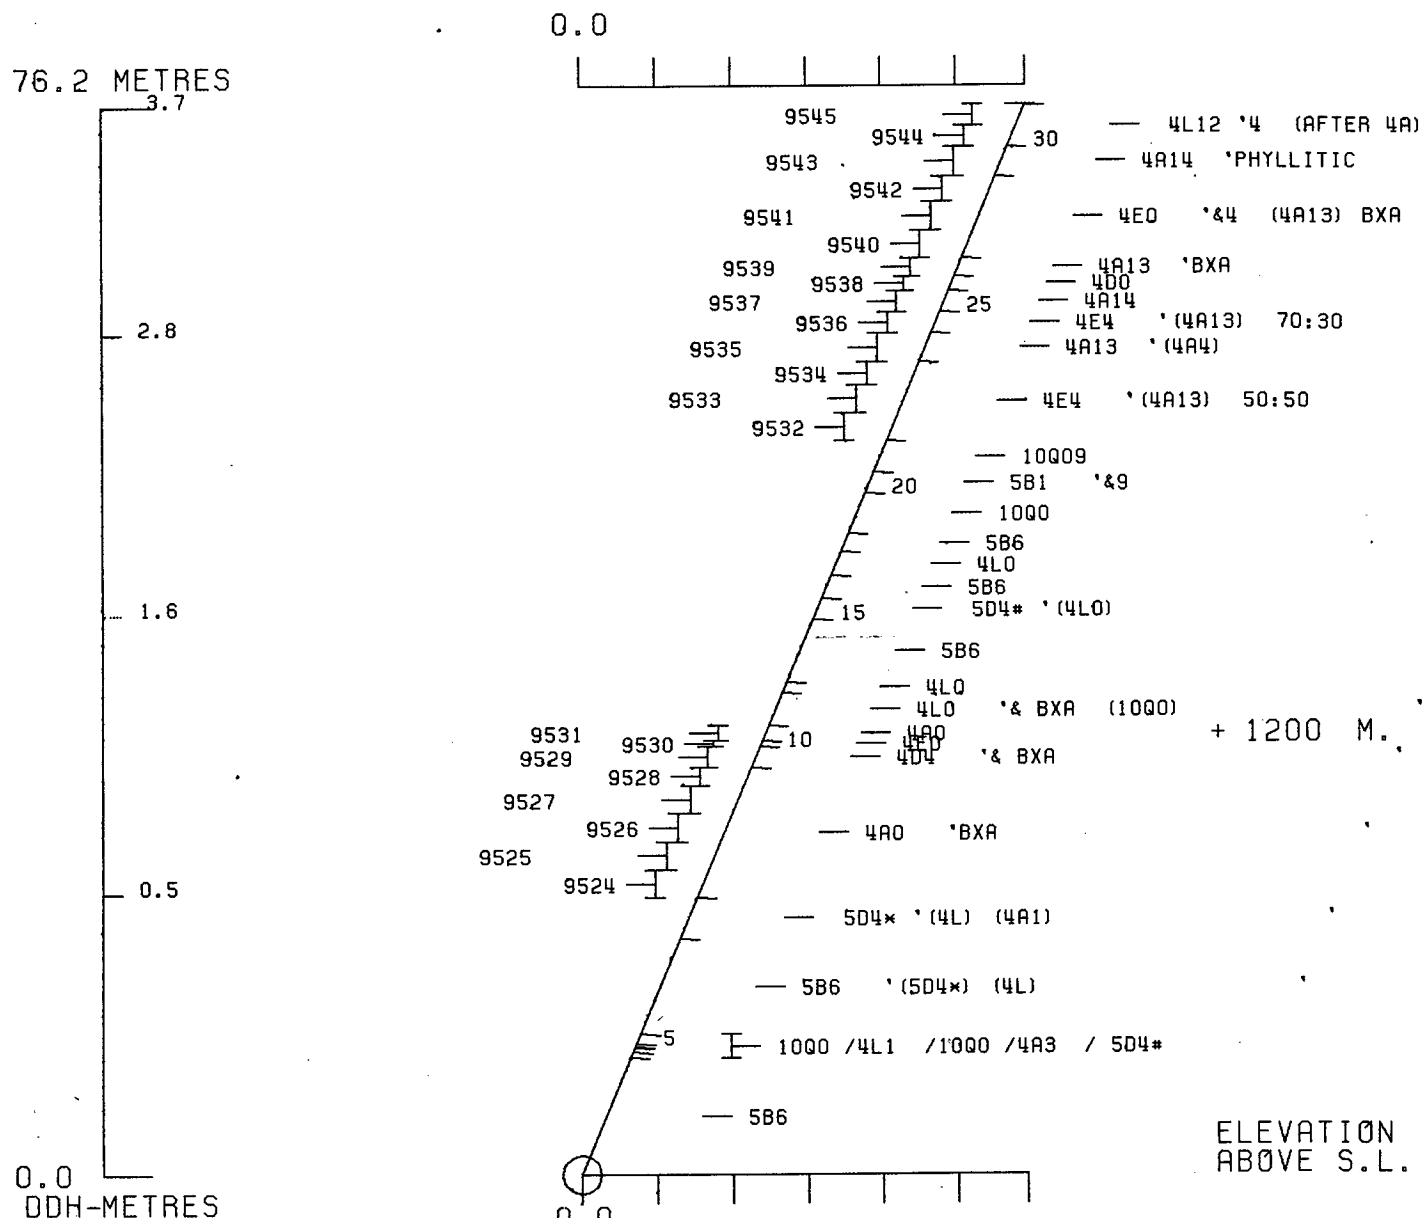 0.0
76.2 METRES
3.7
9545
4L12 '4 (AFTER 4A)
9544
30
9543
4A14 'PHYLLITIC
9542
9541
4E0 '&4 (4A13) BXA
9540
9539
4A13 'BXA
9538
4D0
9537
4A14
25
9536
4E4 '(4A13) 70:30
2.8
9535
4A13 '(4A4)
9534
9533
4E4 '(4A13) 50:50
9532
10Q09
20
5B1 '&9
10Q0
5B6
4L0
5B6
5D4# '(4L0)
1.6
15
5B6
4L0
4L0 '& BXA (10Q0)
9531
4A0
+ 1200 M.
9530
10
9529
4D4 '& BXA
9528
9527
9526
4A0 'BXA
9525
9524
0.5
5D4* '(4L) (4A1)
5B6 '(5D4*) (4L)
5
10Q0 /4L1 /10Q0 /4A3 / 5D4#
5B6
ELEVATION
ABOVE S.L.
0.0
DDH-METRES
0.0